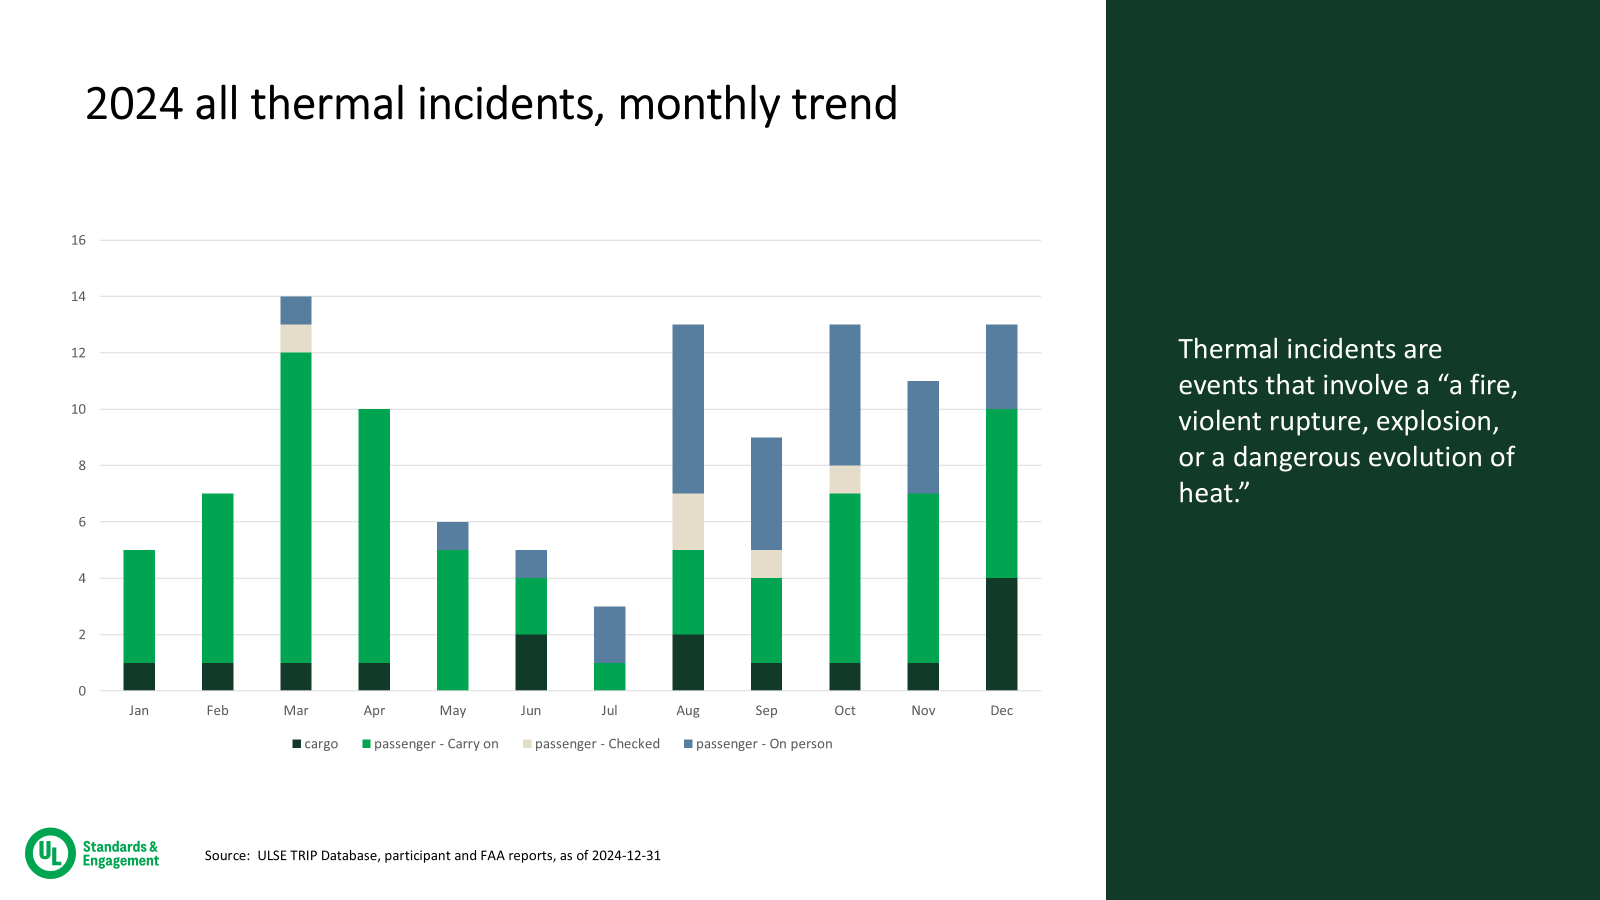 2024 all thermal incidents, monthly trend
16
14
12
10
8
6
4
2
0
Jan Feb Mar Apr May Jun Jul Aug Sep Oct Nov Dec
cargo passenger - Carry on passenger - Checked passenger - On person
Thermal incidents are
events that involve a “a fire,
violent rupture, explosion,
or a dangerous evolution of
heat.”
UL
Standards &
Engagement
Source:  ULSE TRIP Database, participant and FAA reports, as of 2024-12-31